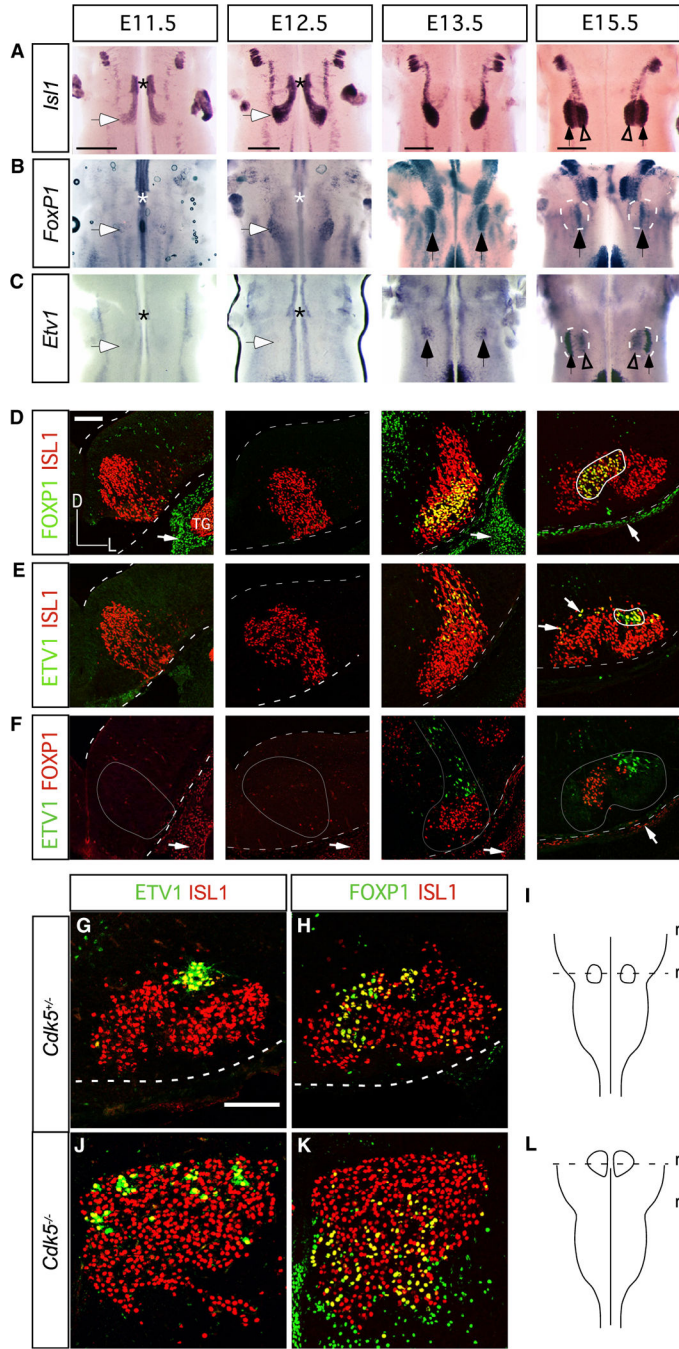 E11.5 E12.5 E13.5 E15.5
A
Isl1
*
*
B
FoxP1
*
*
C
Etv1
*
*
D
FOXP1 ISL1
D
L
TG
E
ETV1 ISL1
F
ETV1 FOXP1
ETV1 ISL1 FOXP1 ISL1
G
H
I
Cdk5+/-
r
r
J
K
L
Cdk5-/-
r
r